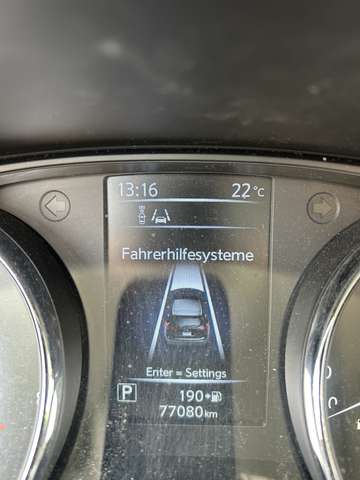 13:16 22°C
Fahrerhilfesysteme
Enter = Settings
P 190
77080km